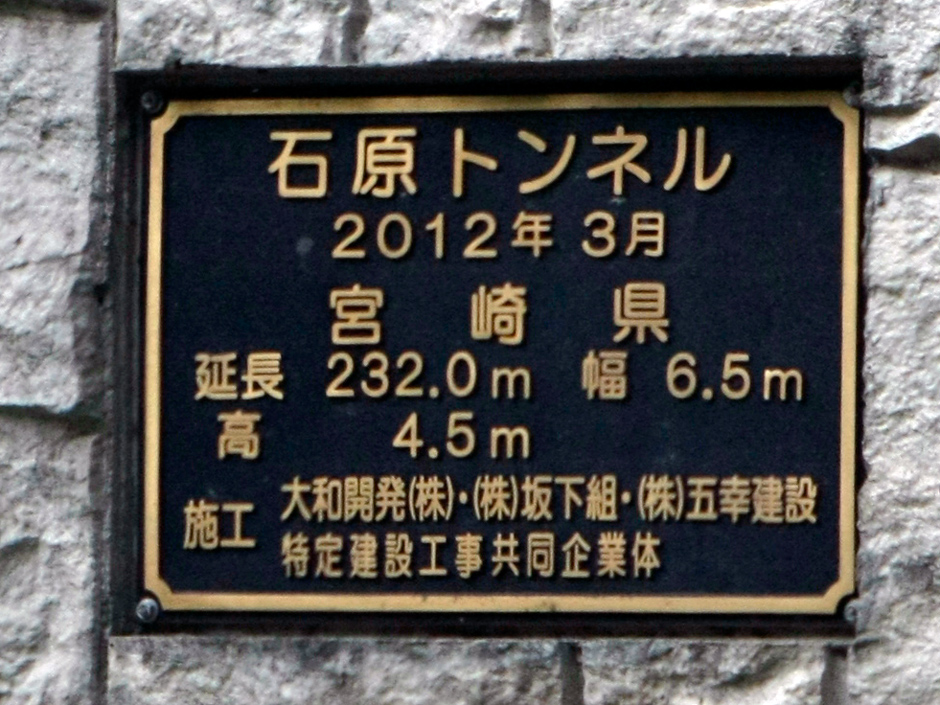 石原トンネル
2012年 3月
宮崎県
延長 232.0m 幅 6.5m
高 4.5m
施工 大和開発(株)・(株)坂下組・(株)五幸建設
特定建設工事共同企業体